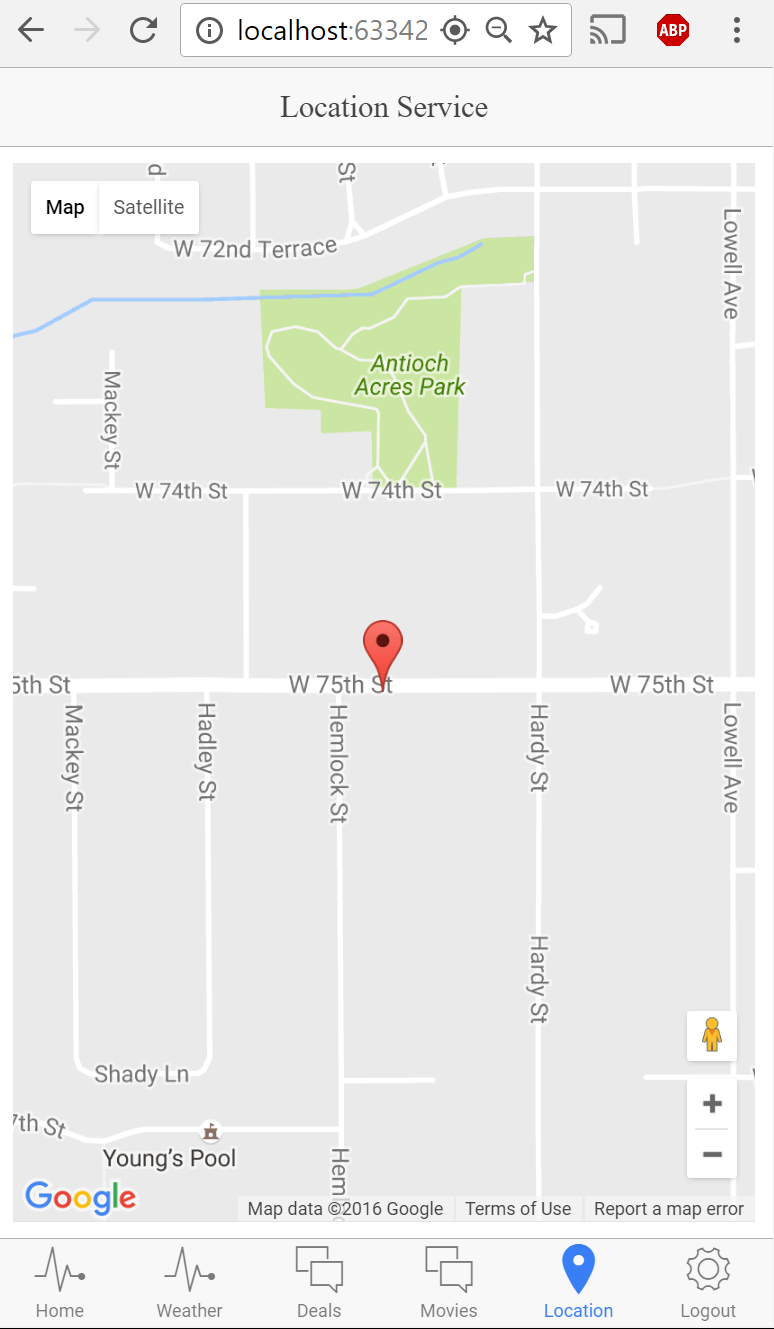 localhost:63342
ABP
Location Service
Map Satellite
d
St
W 72nd Terrace
Lowell Ave
Antioch
Acres Park
Mackey St
W 74th St W 74th St W 74th St
5th St W 75th St W 75th St
Mackey St
Hadley St
Hemlock St
Hardy St
Lowell Ave
Hardy St
Shady Ln
7th St
Young's Pool
Heml
Google
Map data ©2016 Google Terms of Use Report a map error
Home Weather Deals Movies Location Logout